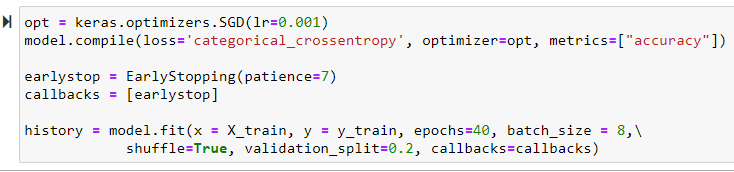 opt = keras.optimizers.SGD(lr=0.001)
model.compile(loss='categorical_crossentropy', optimizer=opt, metrics=["accuracy"])
earlystop = EarlyStopping(patience=7)
callbacks = [earlystop]
history = model.fit(x = X_train, y = y_train, epochs=40, batch_size = 8,\
shuffle=True, validation_split=0.2, callbacks=callbacks)